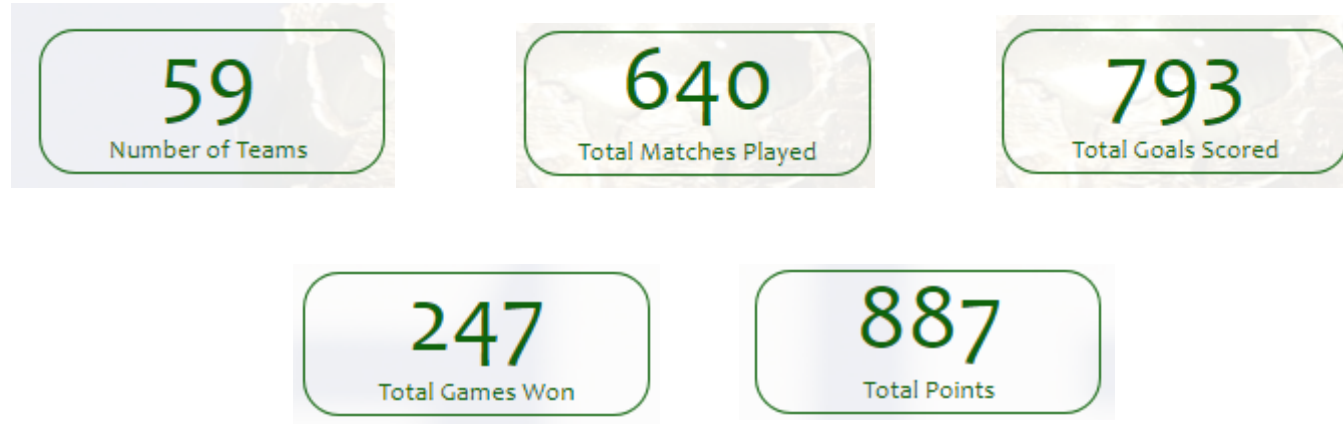 59
Number of Teams
640
Total Matches Played
793
Total Goals Scored
247
Total Games Won
887
Total Points